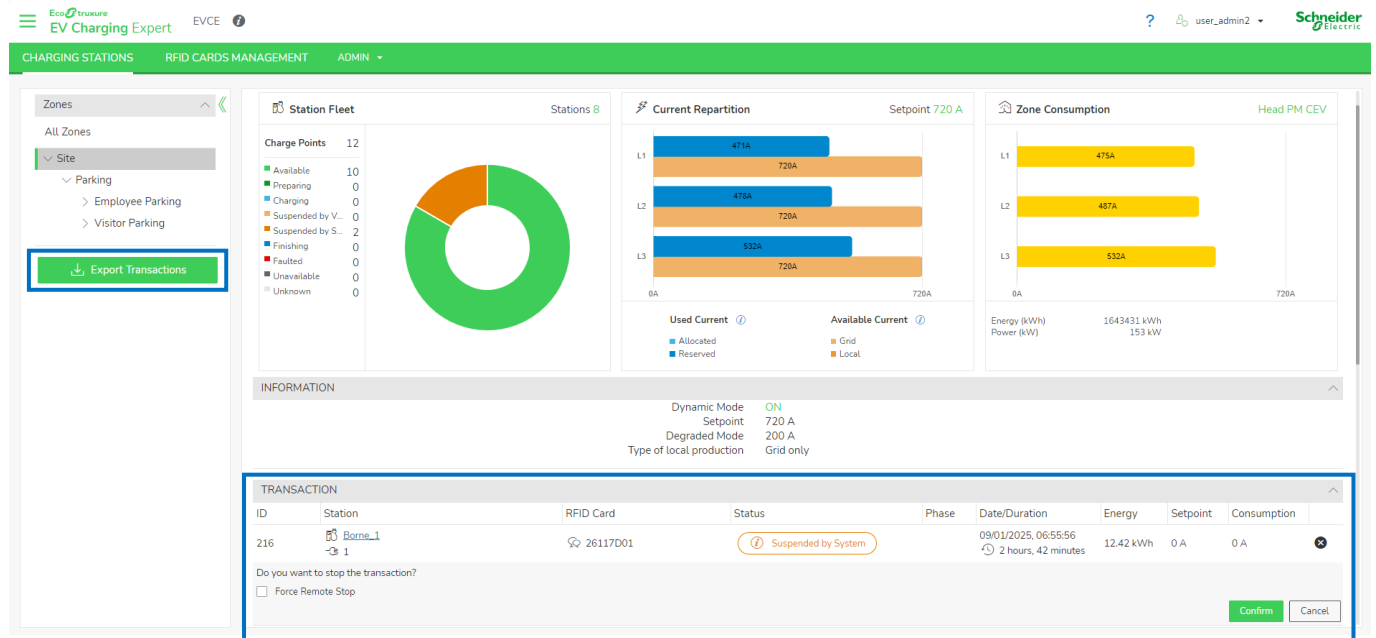 EcoStruxure
EV Charging Expert
EVCE
?
user_admin2
Schneider
Electric
CHARGING STATIONS
RFID CARDS MANAGEMENT
ADMIN
Zones
All Zones
Site
Parking
Employee Parking
Visitor Parking
Export Transactions
Station Fleet
Stations 8
Charge Points 12
Available 10
Preparing 0
Charging 0
Suspended by V... 0
Suspended by S... 2
Finishing 0
Faulted 0
Unavailable 0
Unknown 0
Current Repartition
Setpoint 720 A
L1
471A
720A
L2
478A
720A
L3
532A
720A
0A
720A
Used Current
Available Current
Allocated
Grid
Reserved
Local
Zone Consumption
Head PM CEV
L1
475A
L2
487A
L3
532A
0A
720A
Energy (kWh) 1643431 kWh
Power (kW) 153 kW
INFORMATION
Dynamic Mode ON
Setpoint 720 A
Degraded Mode 200 A
Type of local production Grid only
TRANSACTION
ID Station RFID Card Status Phase Date/Duration Energy Setpoint Consumption
216
Borne_1
1
26117D01
Suspended by System
09/01/2025, 06:55:56
2 hours, 42 minutes
12.42 kWh
0 A
0 A
Do you want to stop the transaction?
Force Remote Stop
Confirm
Cancel